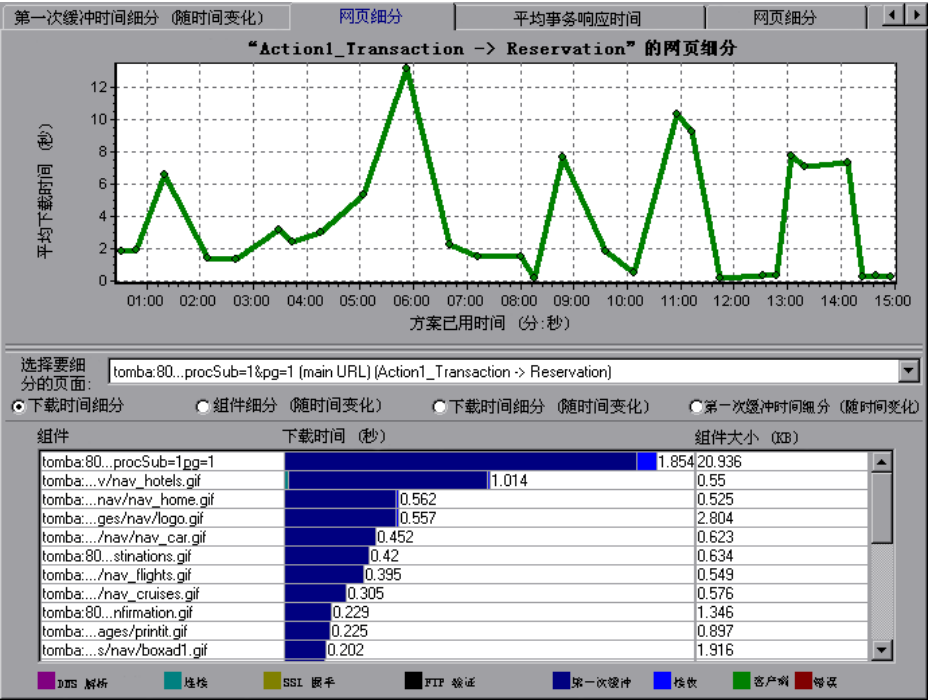 第一次缓冲时间细分（随时间变化） 网页细分 平均事务响应时间 网页细分
“Action1_Transaction -> Reservation”的网页细分
平均下载时间（秒）
12
10
8
6
4
2
0
01:00 02:00 03:00 04:00 05:00 06:00 07:00 08:00 09:00 10:00 11:00 12:00 13:00 14:00 15:00
方案已用时间（分:秒）
选择要细
分的页面:
tomba:80...procSub=1&pg=1 (main URL) (Action1_Transaction -> Reservation)
下载时间细分 组件细分（随时间变化） 下载时间细分（随时间变化） 第一次缓冲时间细分（随时间变化）
组件 下载时间（秒） 组件大小（KB）
tomba:80...procSub=1pg=1 1.854 20.936
tomba:...v/nav_hotels.gif 1.014 0.55
tomba:...nav/nav_home.gif 0.562 0.525
tomba:...ges/nav/logo.gif 0.557 2.804
tomba:.../nav/nav_car.gif 0.452 0.623
tomba:80...stinations.gif 0.42 0.634
tomba:.../nav_flights.gif 0.395 0.549
tomba:.../nav_cruises.gif 0.305 0.576
tomba:80...nfirmation.gif 0.229 1.346
tomba:...ages/printit.gif 0.225 0.897
tomba:...s/nav/boxad1.gif 0.202 1.916
DNS 解析 连接 SSL 握手 FTP 验证 第一次缓冲 接收 客户端 错误